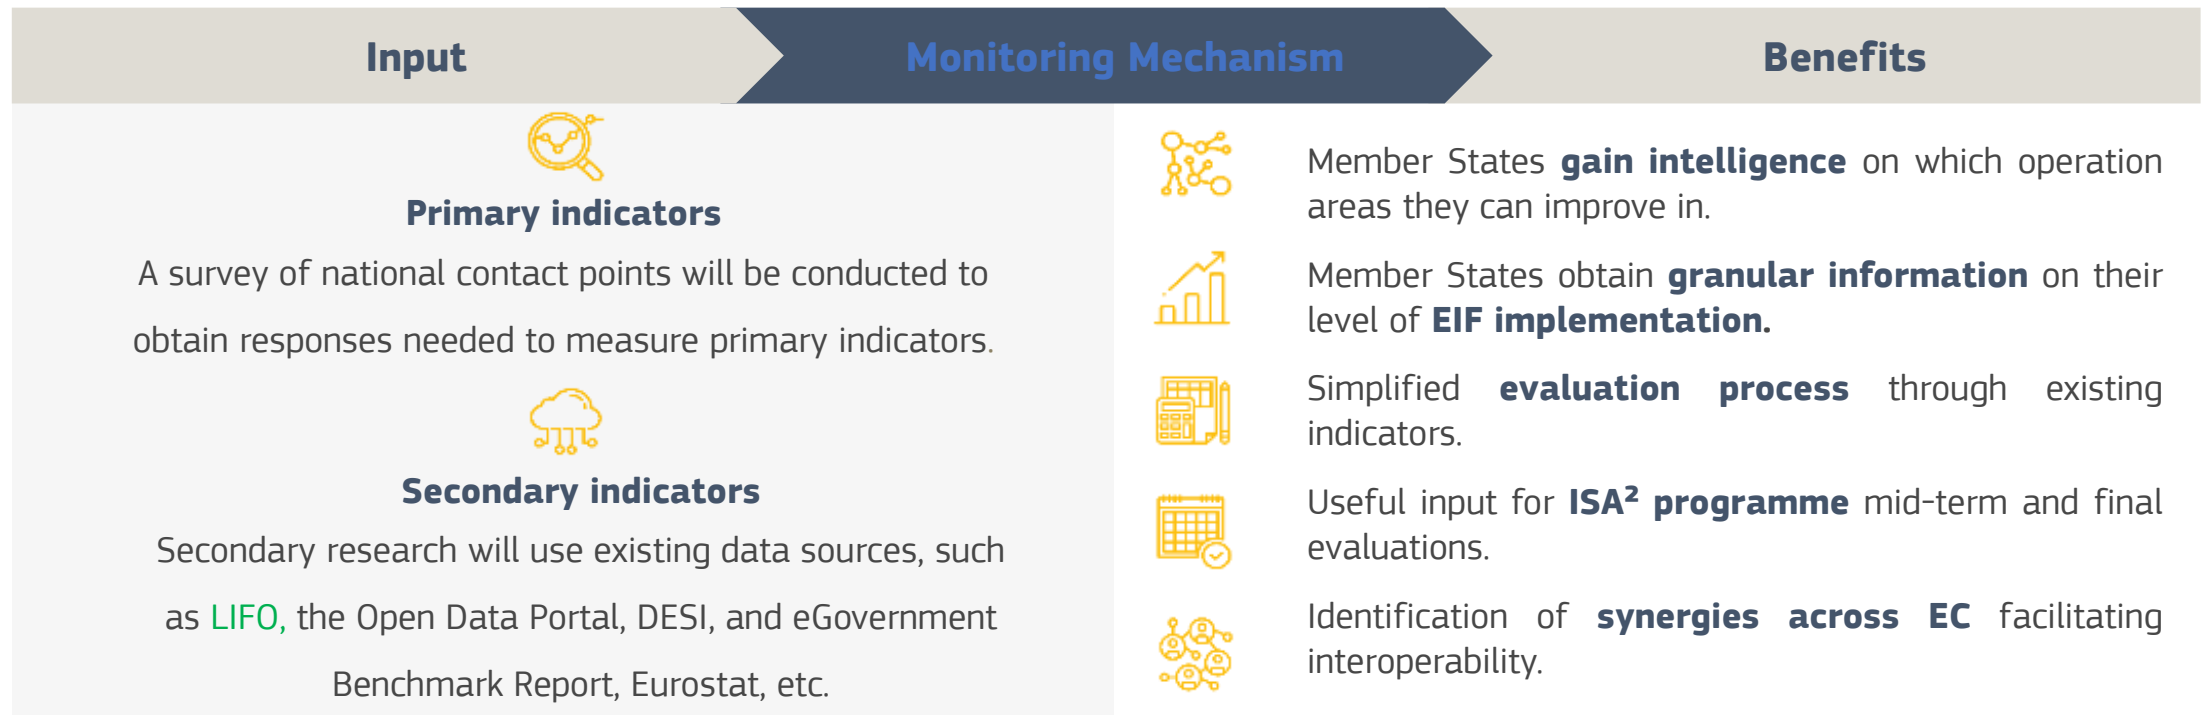 Input
Monitoring Mechanism
Benefits
Primary indicators
A survey of national contact points will be conducted to
obtain responses needed to measure primary indicators.
Secondary indicators
Secondary research will use existing data sources, such
as LIFO, the Open Data Portal, DESI, and eGovernment
Benchmark Report, Eurostat, etc.
Member States gain intelligence on which operation
areas they can improve in.
Member States obtain granular information on their
level of EIF implementation.
Simplified evaluation process through existing
indicators.
Useful input for ISA² programme mid-term and final
evaluations.
Identification of synergies across EC facilitating
interoperability.